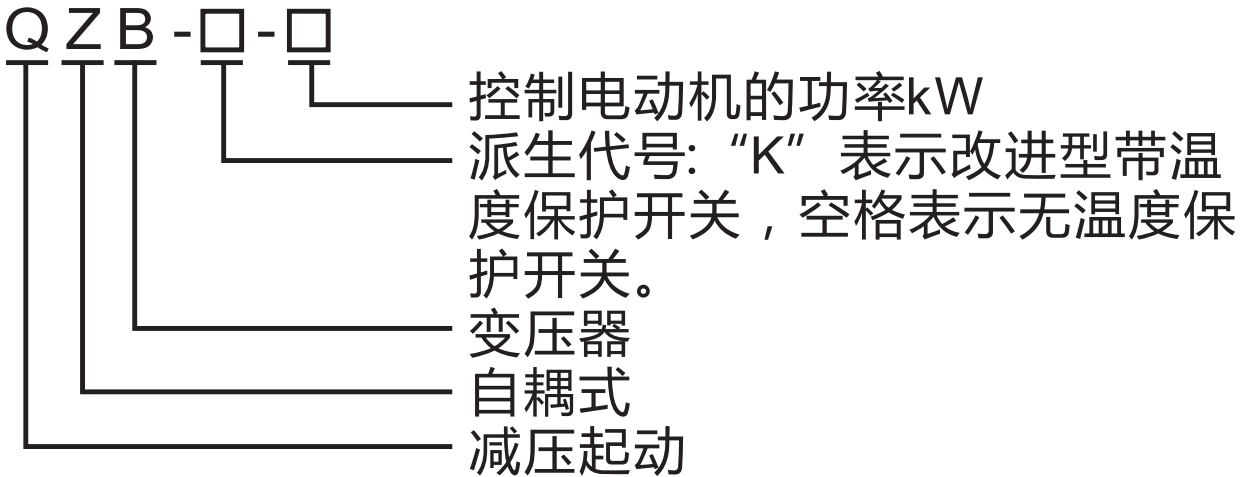 QZB-□-□
控制电动机的功率kW
派生代号:“K”表示改进型带温
度保护开关，空格表示无温度保
护开关。
变压器
自耦式
减压起动